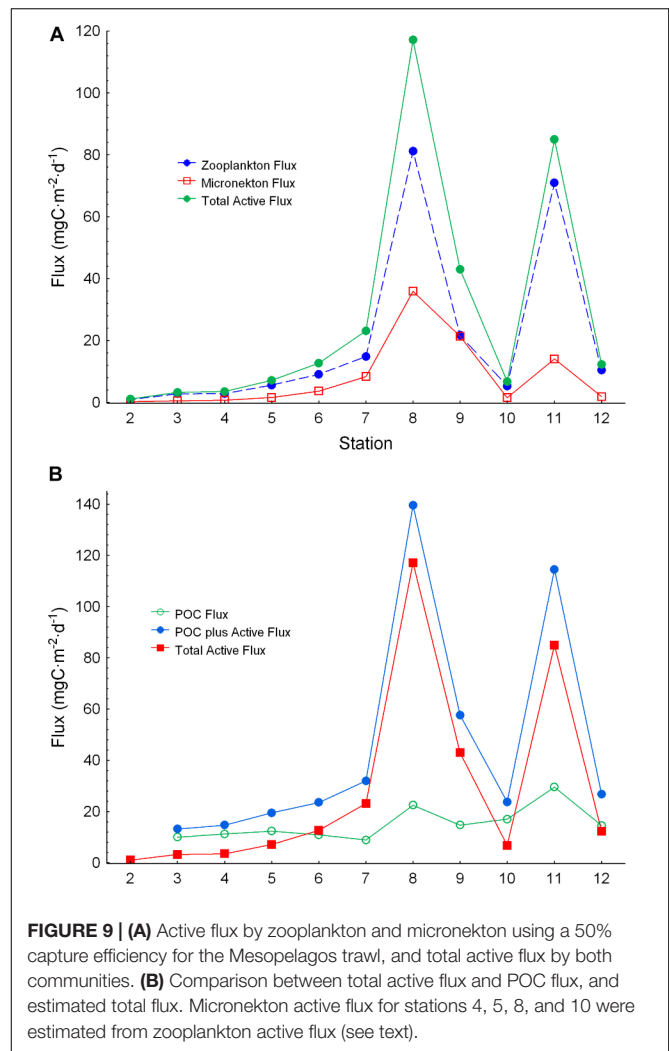 A
120
100
80
60
40
20
0
Flux (mgC·m⁻²·d⁻¹)
Zooplankton Flux
Micronekton Flux
Total Active Flux
2 3 4 5 6 7 8 9 10 11 12
Station
B
140
120
100
80
60
40
20
0
Flux (mgC·m⁻²·d⁻¹)
POC Flux
POC plus Active Flux
Total Active Flux
2 3 4 5 6 7 8 9 10 11 12
FIGURE 9 | (A) Active flux by zooplankton and micronekton using a 50%
capture efficiency for the Mesopelagos trawl, and total active flux by both
communities. (B) Comparison between total active flux and POC flux, and
estimated total flux. Micronekton active flux for stations 4, 5, 8, and 10 were
estimated from zooplankton active flux (see text).